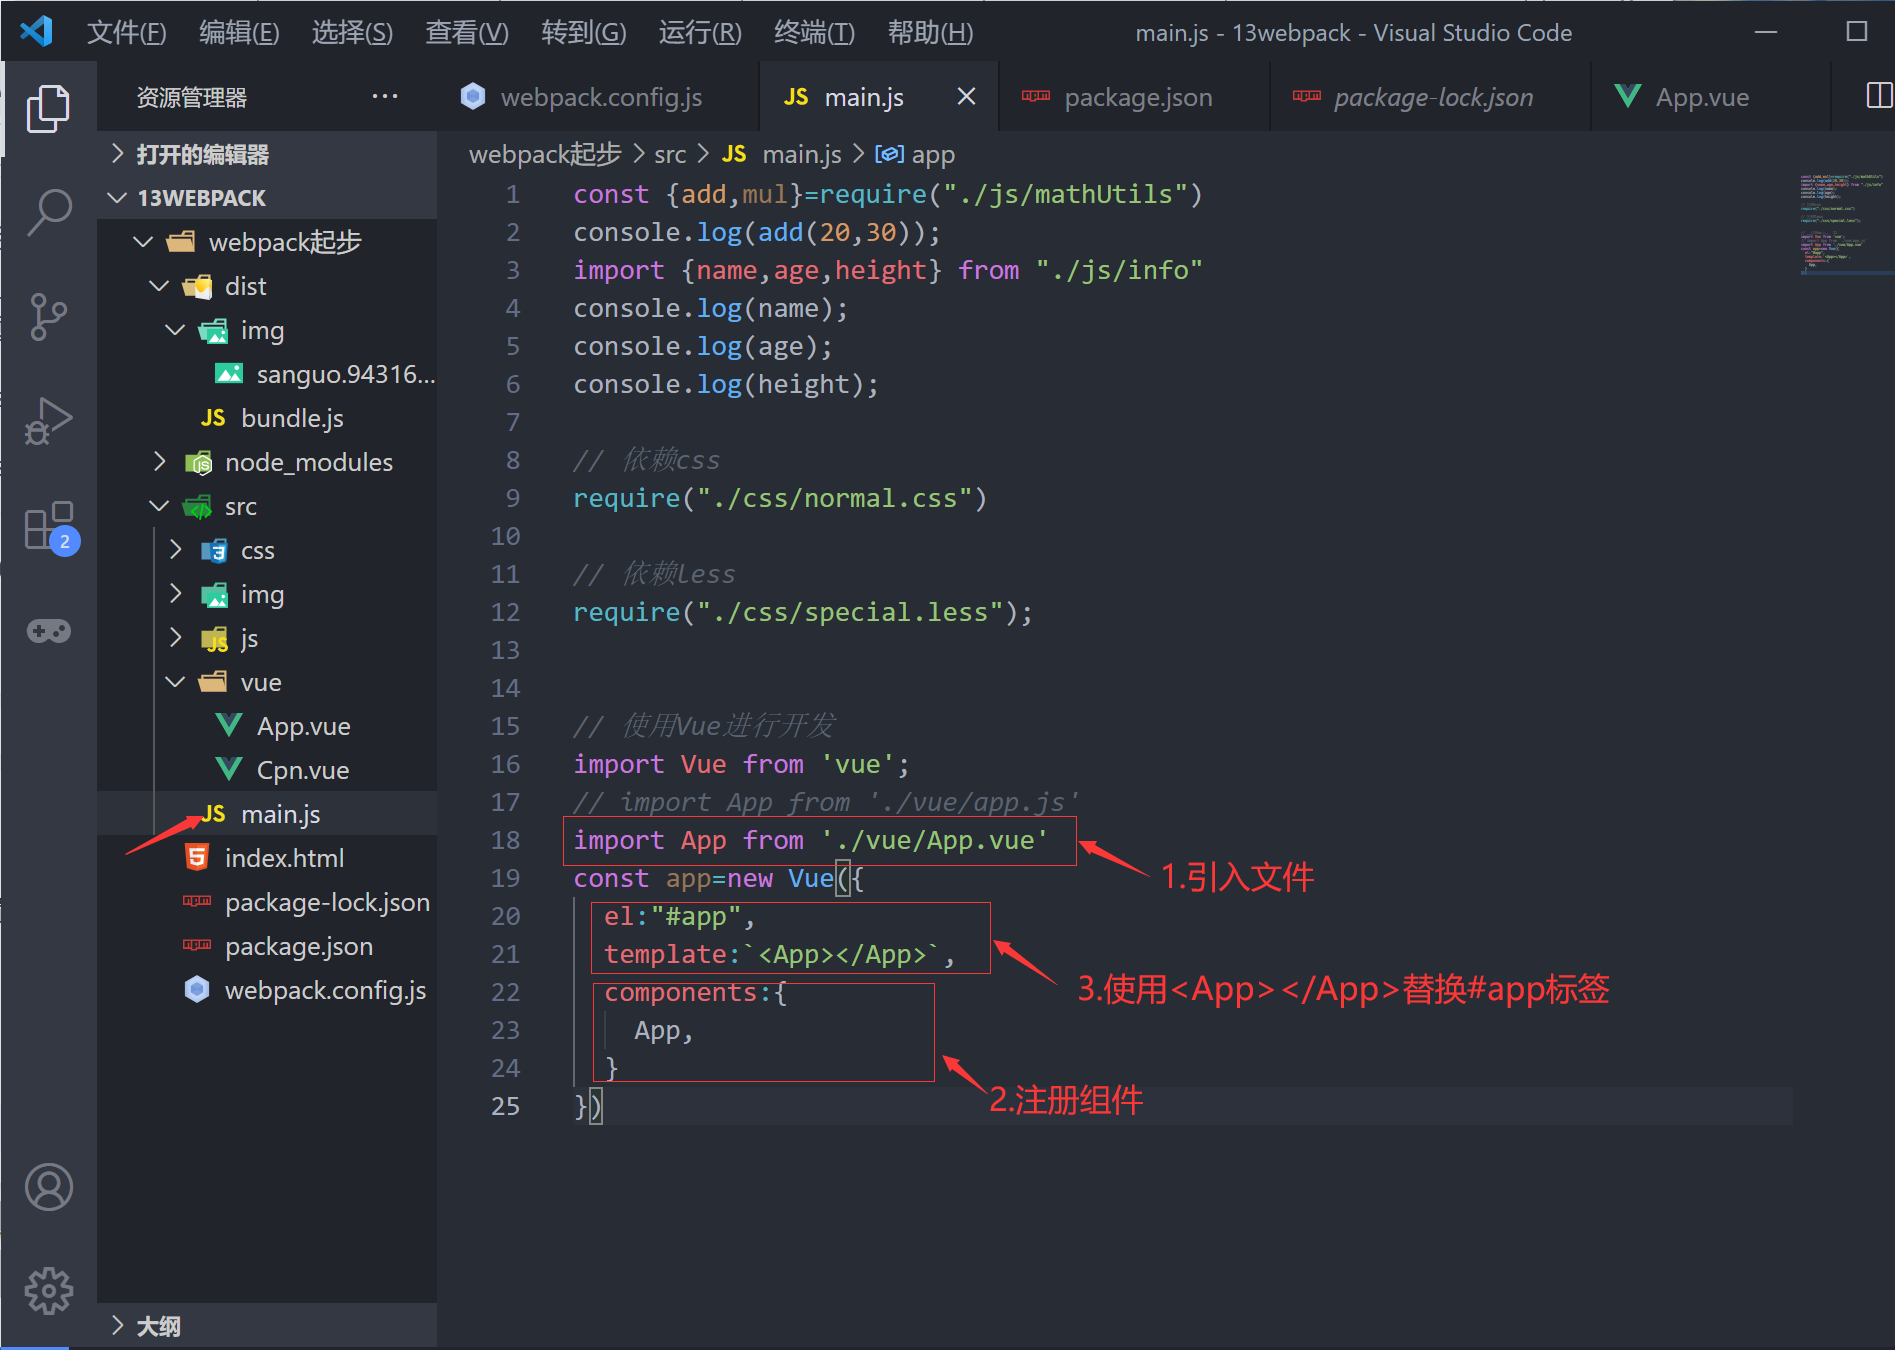 文件(F) 编辑(E) 选择(S) 查看(V) 转到(G) 运行(R) 终端(T) 帮助(H) main.js - 13webpack - Visual Studio Code
资源管理器 ···
webpack.config.js JS main.js package.json package-lock.json App.vue
打开的编辑器
13WEBPACK
webpack起步
dist
img
sanguo.94316...
JS bundle.js
node_modules
src
css
img
js
vue
App.vue
Cpn.vue
JS main.js
index.html
package-lock.json
package.json
webpack.config.js
大纲
2
webpack起步 > src > JS main.js > app
1 const {add,mul}=require("./js/mathUtils")
2 console.log(add(20,30));
3 import {name,age,height} from "./js/info"
4 console.log(name);
5 console.log(age);
6 console.log(height);
7
8 // 依赖css
9 require("./css/normal.css")
10
11 // 依赖less
12 require("./css/special.less");
13
14
15 // 使用Vue进行开发
16 import Vue from 'vue';
17 // import App from './vue/app.js'
18 import App from './vue/App.vue'
19 const app=new Vue({
20 el:"#app",
21 template:`<App></App>`,
22 components:{
23 App,
24 }
25 })
1.引入文件
3.使用<App></App>替换#app标签
2.注册组件